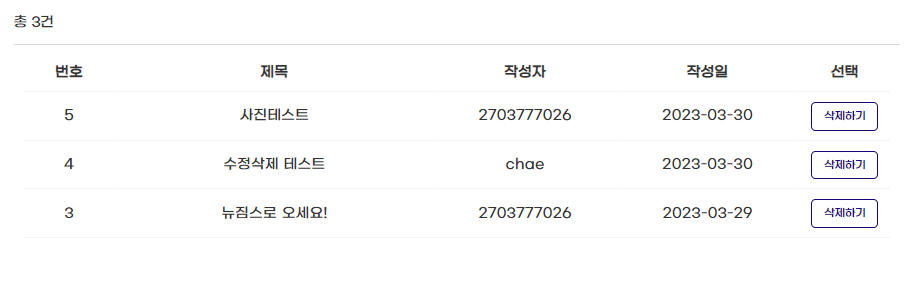 총 3건
번호 제목 작성자 작성일 선택
5 사진테스트 2703777026 2023-03-30 삭제하기
4 수정삭제 테스트 chae 2023-03-30 삭제하기
3 뉴짐스로 오세요! 2703777026 2023-03-29 삭제하기